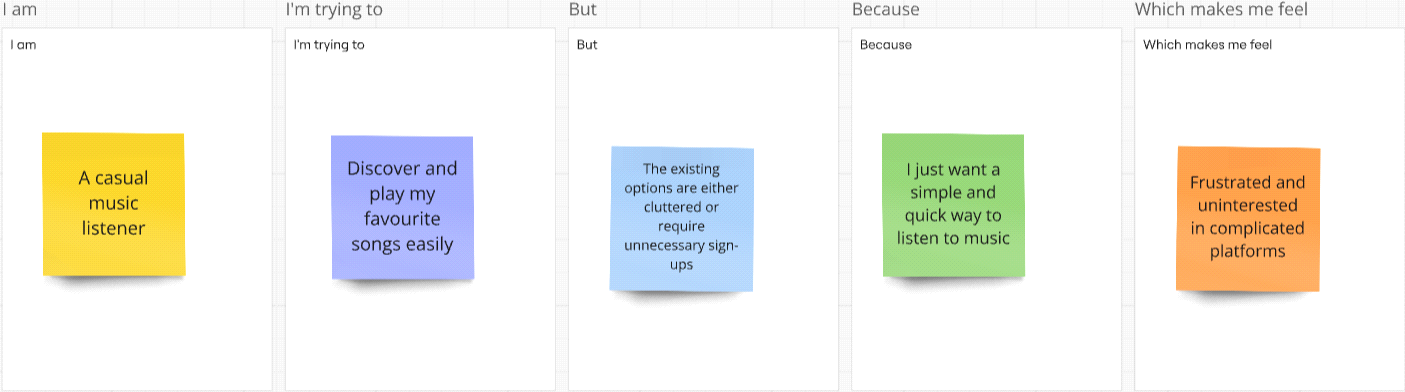 I am
I'm trying to
But
Because
Which makes me feel
I am
I'm trying to
But
Because
Which makes me feel
A casual
music
listener
Discover and
play my
favourite
songs easily
The existing
options are either
cluttered or
require
unnecessary sign-
ups
I just want a
simple and
quick way to
listen to music
Frustrated and
uninterested
in complicated
platforms